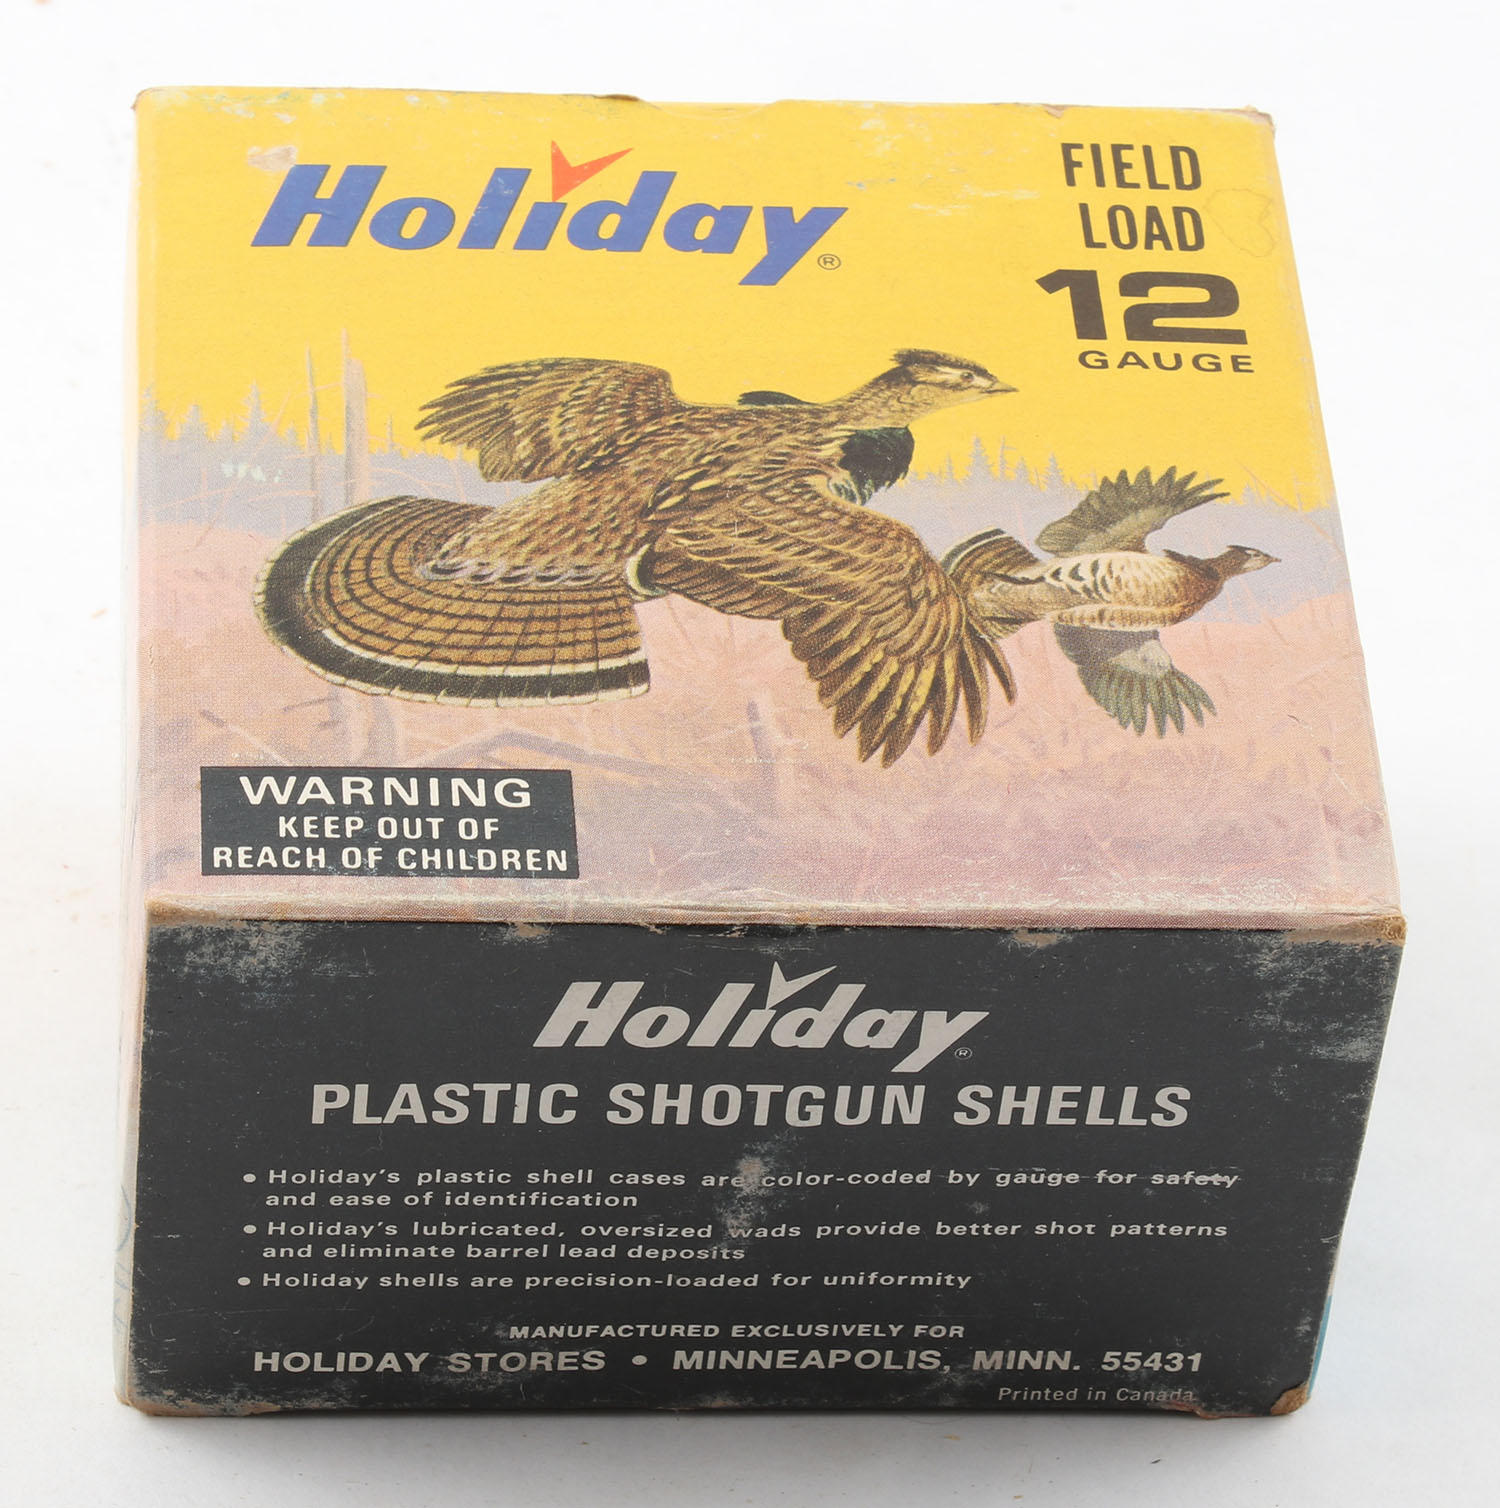 Holiday®
FIELD
LOAD
12
GAUGE
WARNING
KEEP OUT OF
REACH OF CHILDREN
Holiday®
PLASTIC SHOTGUN SHELLS
• Holiday's plastic shell cases are color-coded by gauge for safety
and ease of identification
• Holiday's lubricated, oversized wads provide better shot patterns
and eliminate barrel lead deposits
• Holiday shells are precision-loaded for uniformity
MANUFACTURED EXCLUSIVELY FOR
HOLIDAY STORES • MINNEAPOLIS, MINN. 55431
Printed in Canada